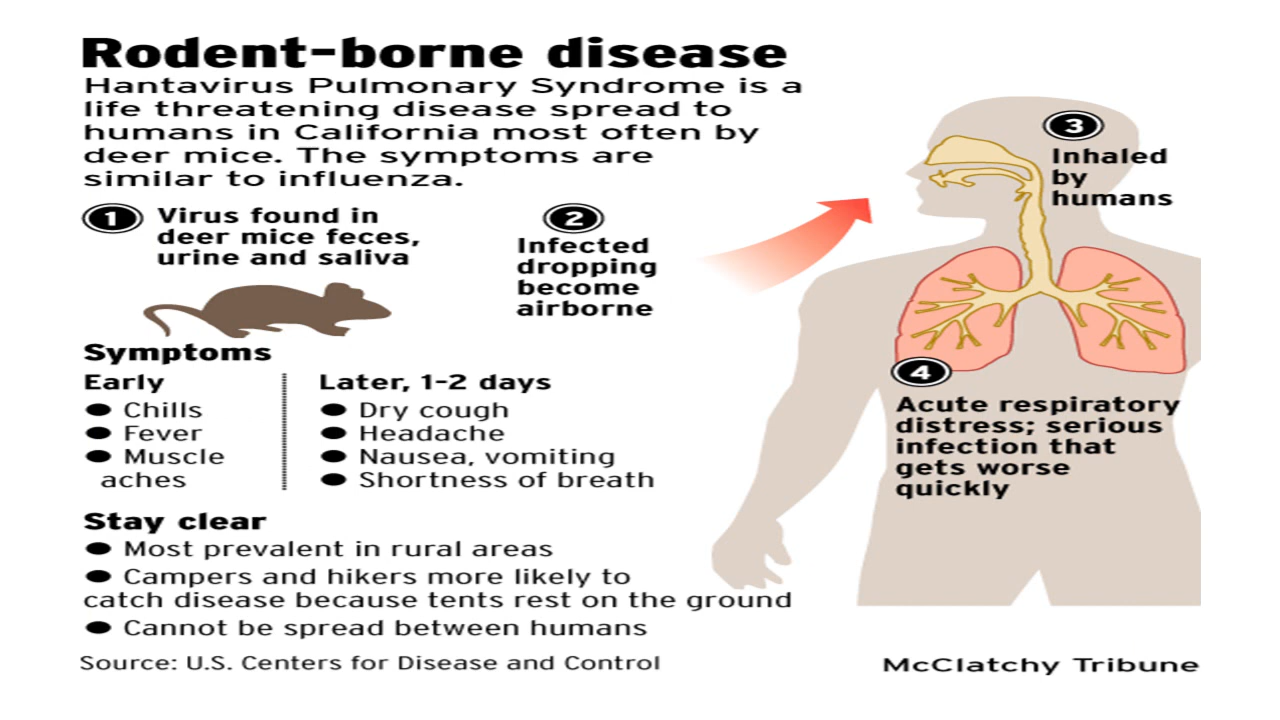 Rodent-borne disease
Hantavirus Pulmonary Syndrome is a
life threatening disease spread to
humans in California most often by
deer mice. The symptoms are
similar to influenza.
1
Virus found in
deer mice feces,
urine and saliva
2
Infected
dropping
become
airborne
3
Inhaled
by
humans
4
Acute respiratory
distress; serious
infection that
gets worse
quickly
Symptoms
Early
● Chills
● Fever
● Muscle
aches
Later, 1-2 days
● Dry cough
● Headache
● Nausea, vomiting
● Shortness of breath
Stay clear
● Most prevalent in rural areas
● Campers and hikers more likely to
catch disease because tents rest on the ground
● Cannot be spread between humans
Source: U.S. Centers for Disease and Control
McClatchy Tribune